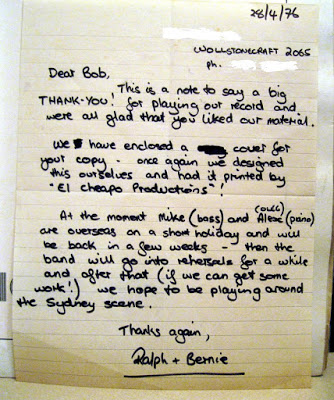 28/4/76
WOLLSTONECRAFT 2065
ph.
Dear Bob,
This is a note to say a big
THANK-YOU! for playing our record and
were all glad that you liked our material.
We have enclosed a cover for
your copy - once again we designed
this ourselves and had it printed by
"El cheapo Productions"!
At the moment Mike (bass) and Alex (piano)
are overseas on a short holiday and will
be back in a few weeks - then the
band will go into rehersals for a while
and after that (if we can get some
work!) we hope to be playing around
the Sydney scene.
Thanks again,
Ralph + Bernie